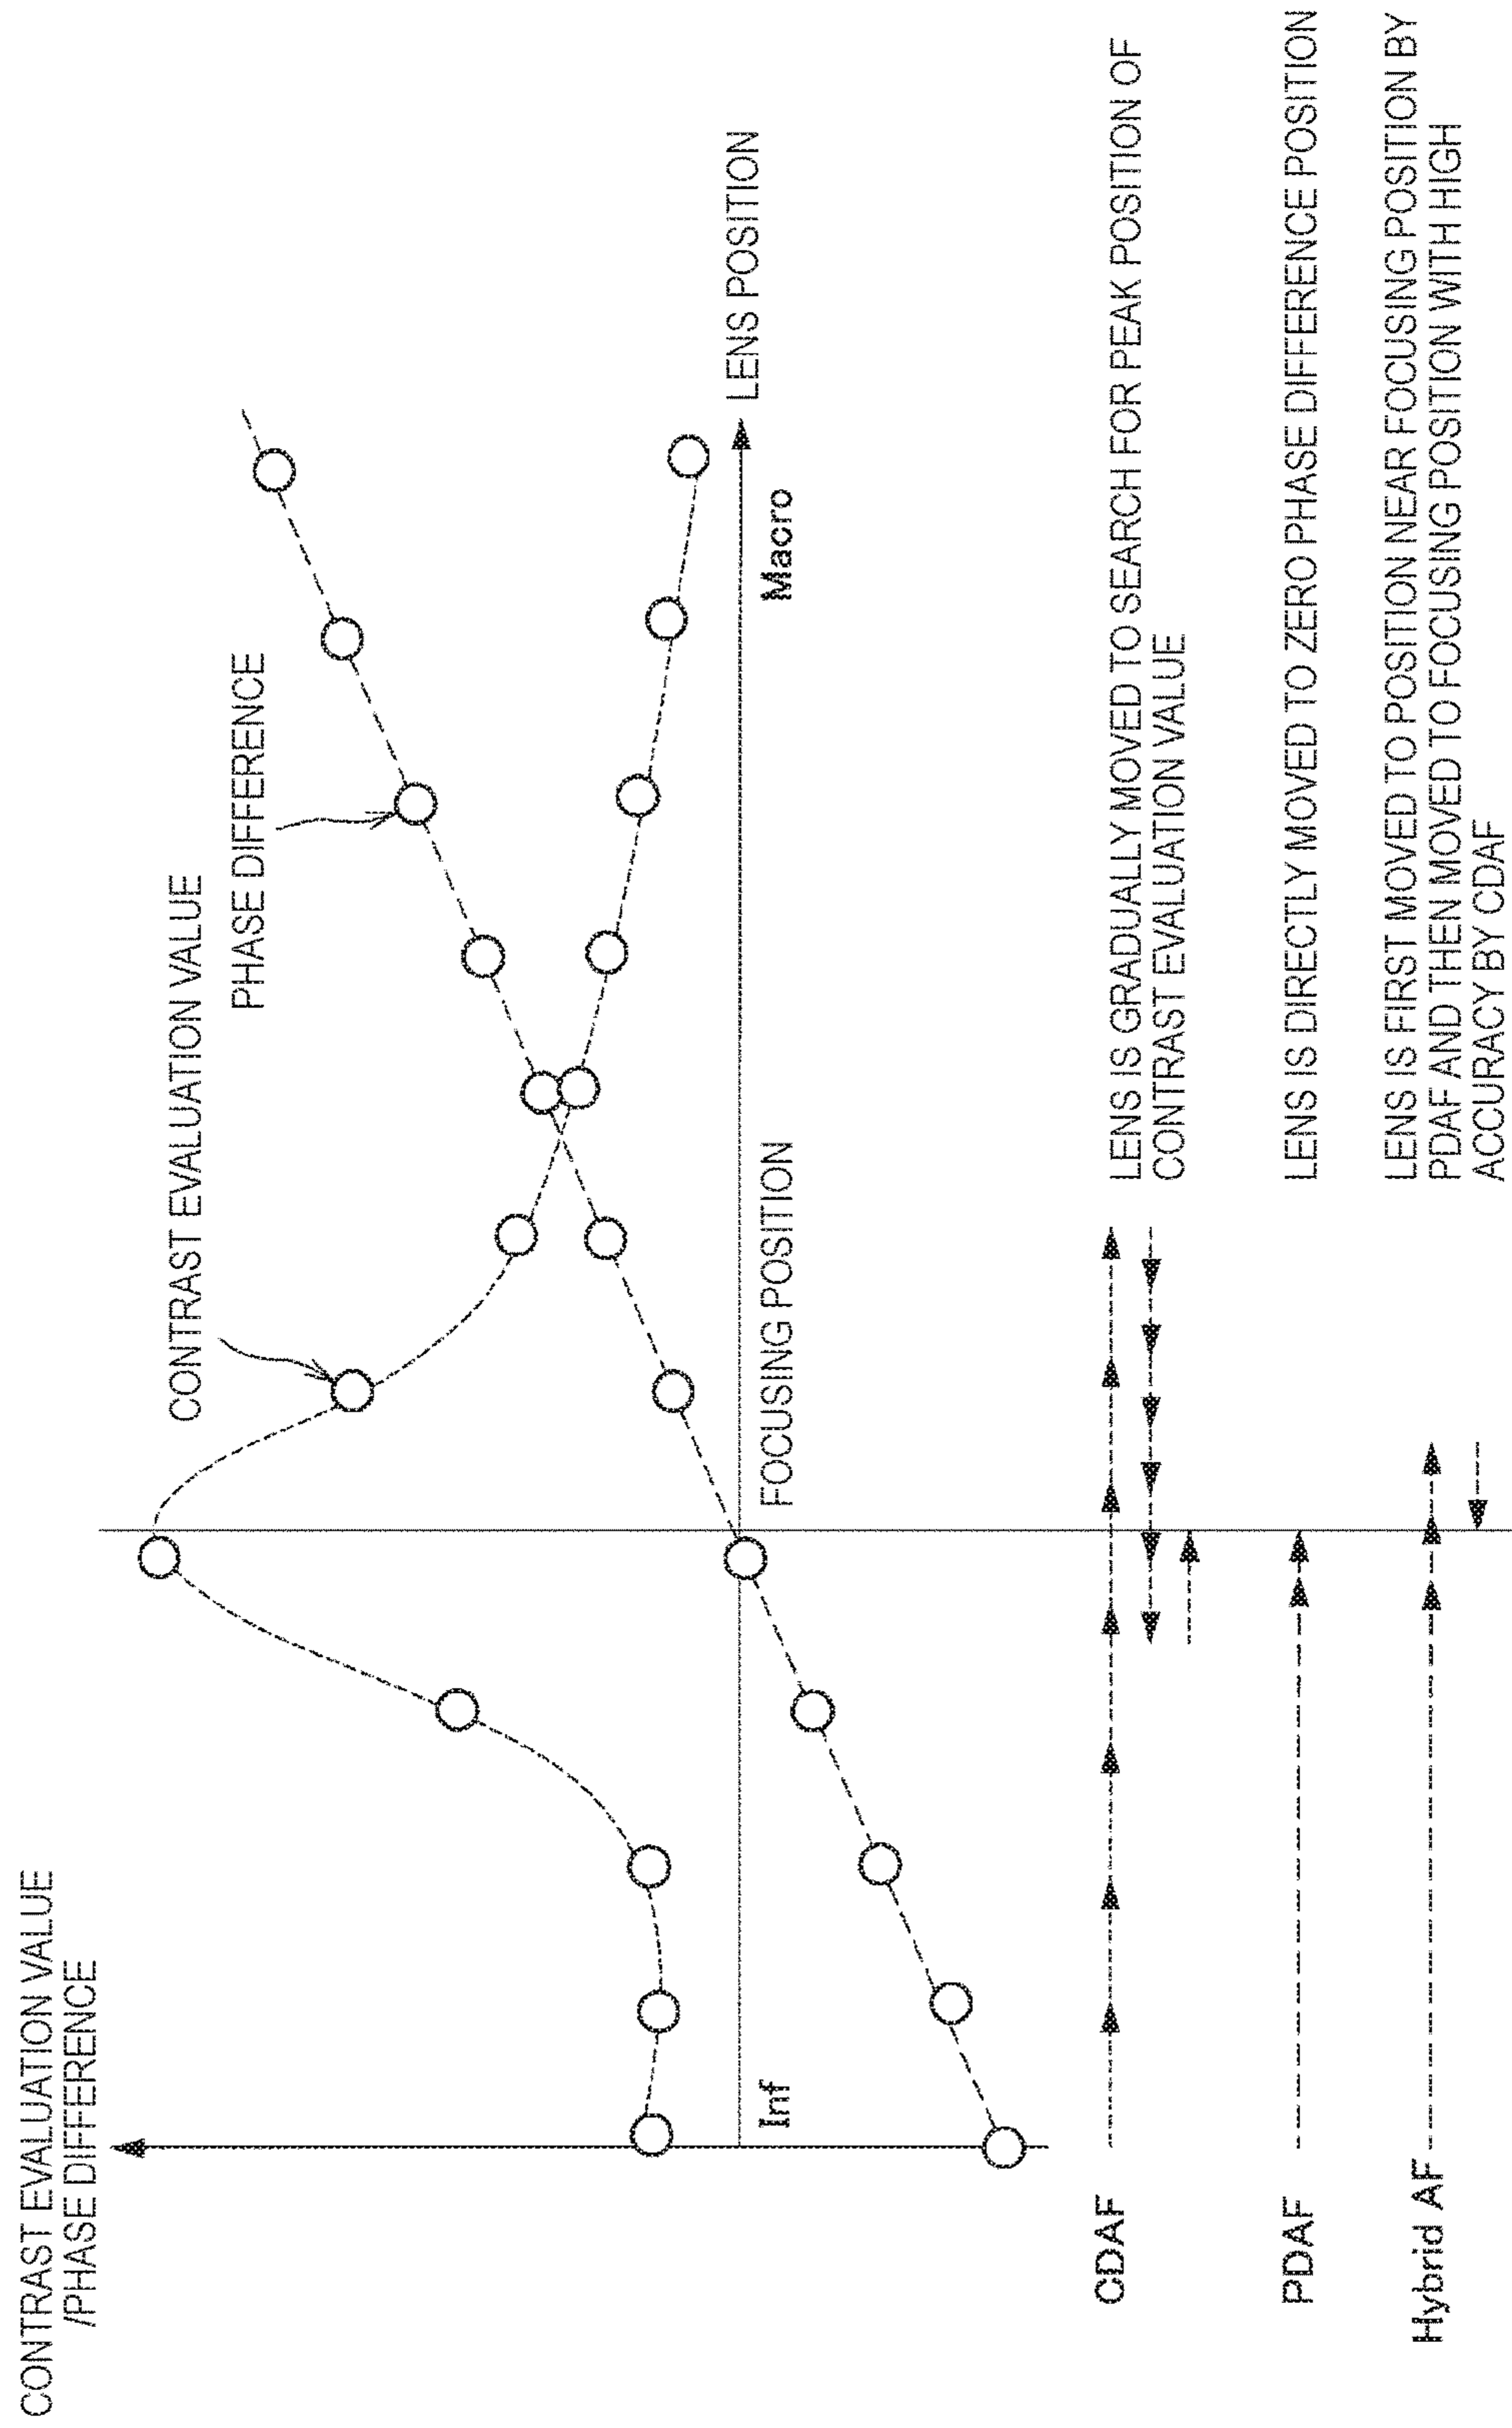 CONTRAST EVALUATION VALUE
/PHASE DIFFERENCE
CONTRAST EVALUATION VALUE
PHASE DIFFERENCE
LENS POSITION
Inf
FOCUSING POSITION
Macro
CDAF
LENS IS GRADUALLY MOVED TO SEARCH FOR PEAK POSITION OF
CONTRAST EVALUATION VALUE
PDAF
LENS IS DIRECTLY MOVED TO ZERO PHASE DIFFERENCE POSITION
Hybrid AF
LENS IS FIRST MOVED TO POSITION NEAR FOCUSING POSITION BY
PDAF AND THEN MOVED TO FOCUSING POSITION WITH HIGH
ACCURACY BY CDAF